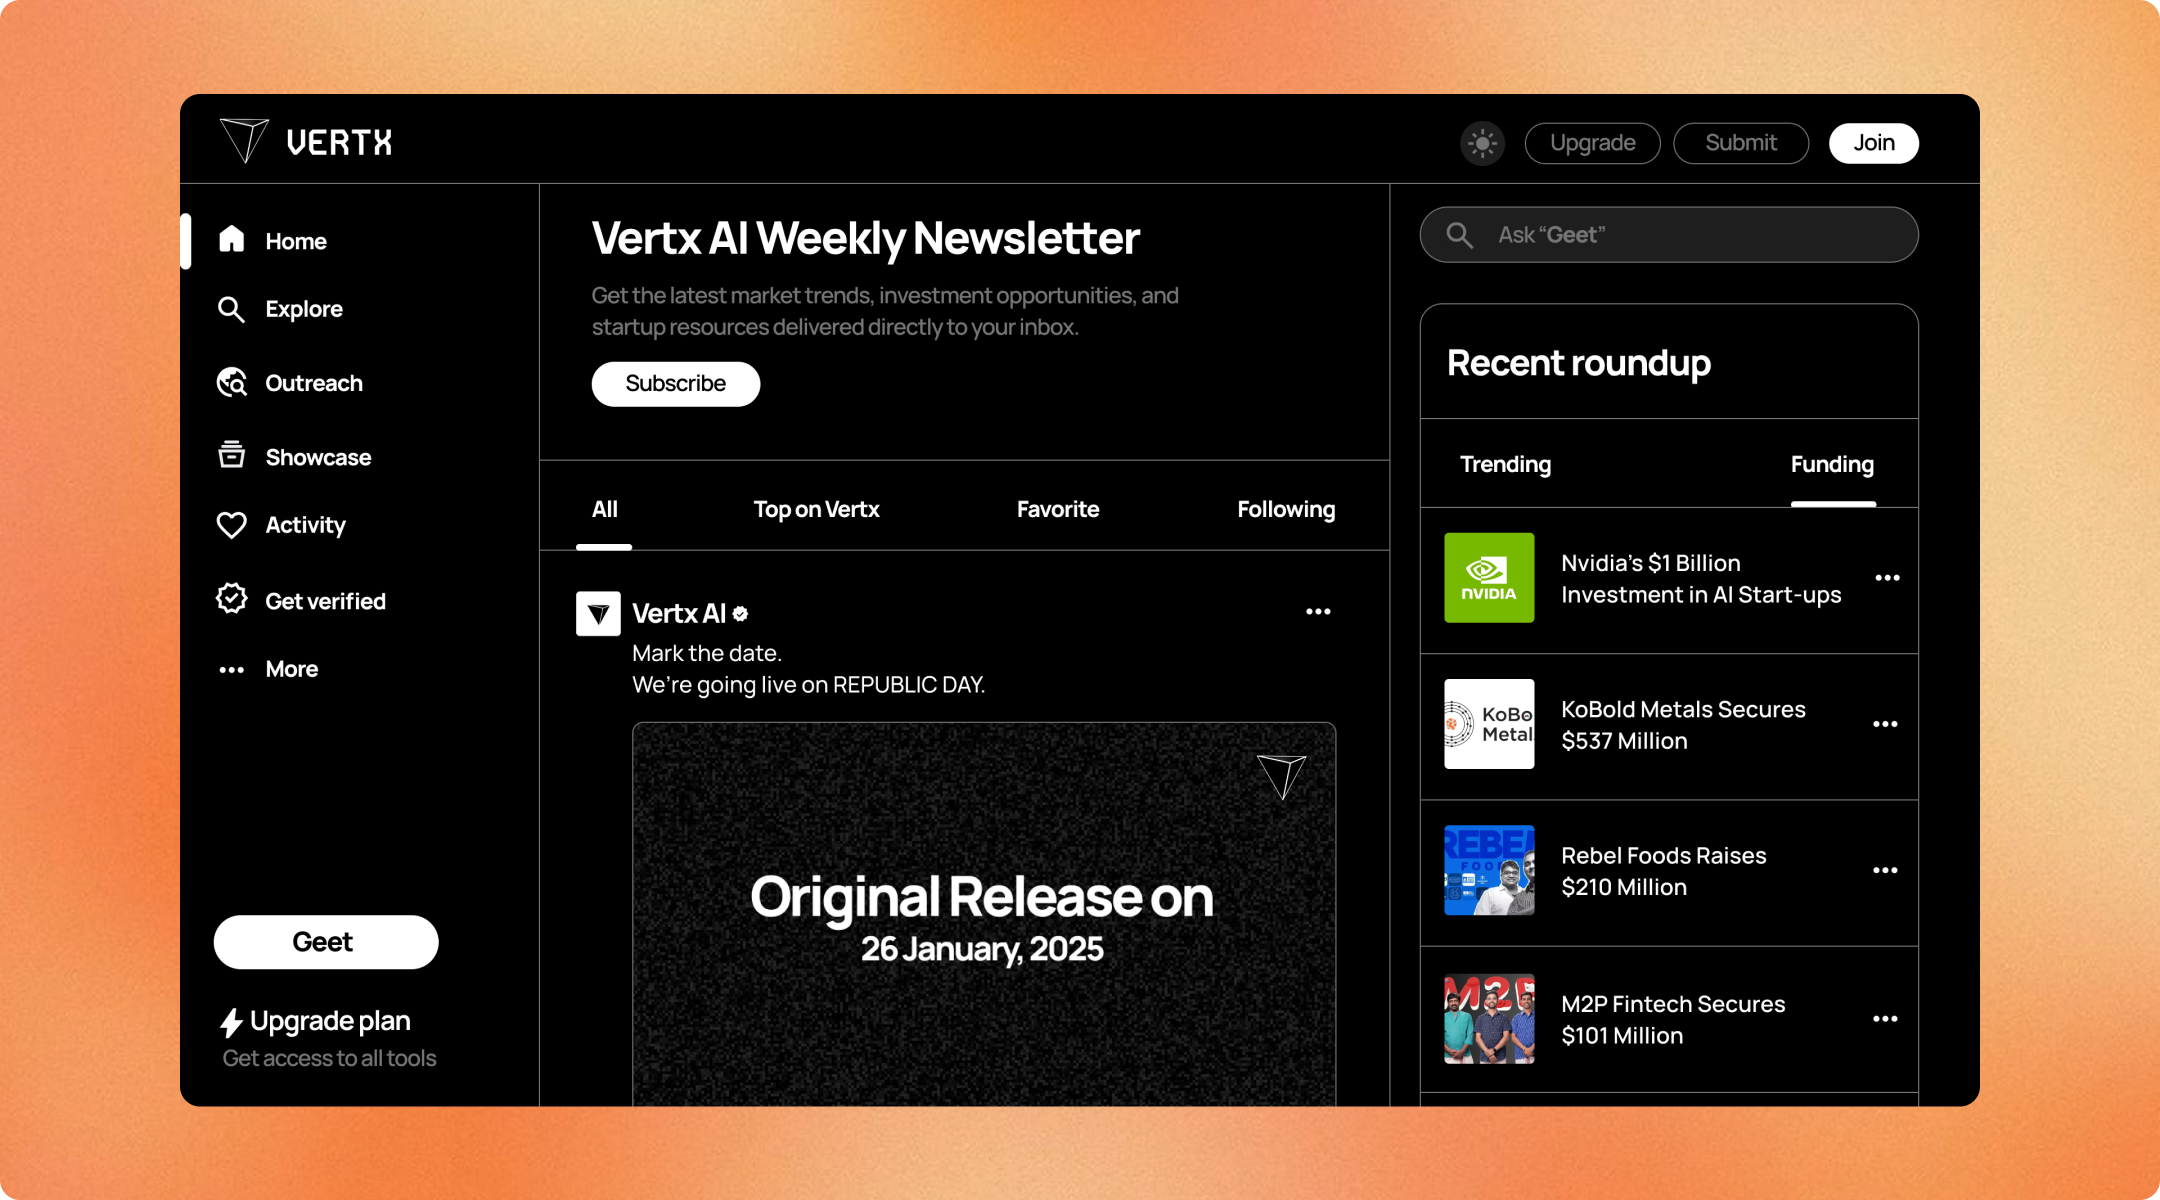 VERTX
Upgrade
Submit
Join
Home
Explore
Outreach
Showcase
Activity
Get verified
More
Geet
Upgrade plan
Get access to all tools
Vertx AI Weekly Newsletter
Get the latest market trends, investment opportunities, and
startup resources delivered directly to your inbox.
Subscribe
All
Top on Vertx
Favorite
Following
Vertx AI
Mark the date.
We’re going live on REPUBLIC DAY.
Original Release on
26 January, 2025
Ask “Geet”
Recent roundup
Trending
Funding
NVIDIA
Nvidia’s $1 Billion
Investment in AI Start-ups
KoBo
Metal
KoBold Metals Secures
$537 Million
REBE
FOO
Rebel Foods Raises
$210 Million
M2P
M2P Fintech Secures
$101 Million